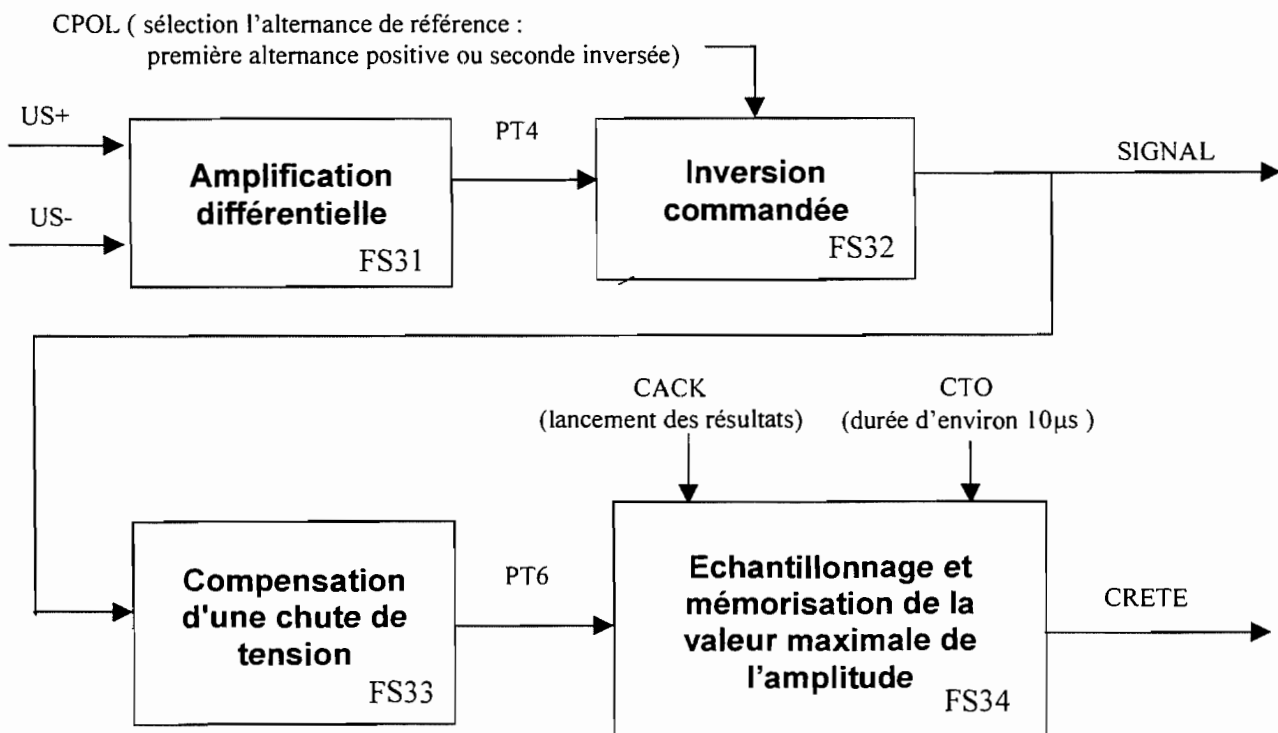 CPOL ( sélection l'alternance de référence :
première alternance positive ou seconde inversée)
US+
US-
Amplification
différentielle
FS31
PT4
Inversion
commandée
FS32
SIGNAL
CACK
(lancement des résultats)
CTO
(durée d'environ 10µs )
Compensation
d'une chute de
tension
FS33
PT6
Echantillonnage et
mémorisation de la
valeur maximale de
l'amplitude
FS34
CRETE